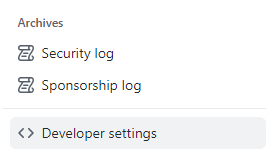 Archives
Security log
Sponsorship log
Developer settings